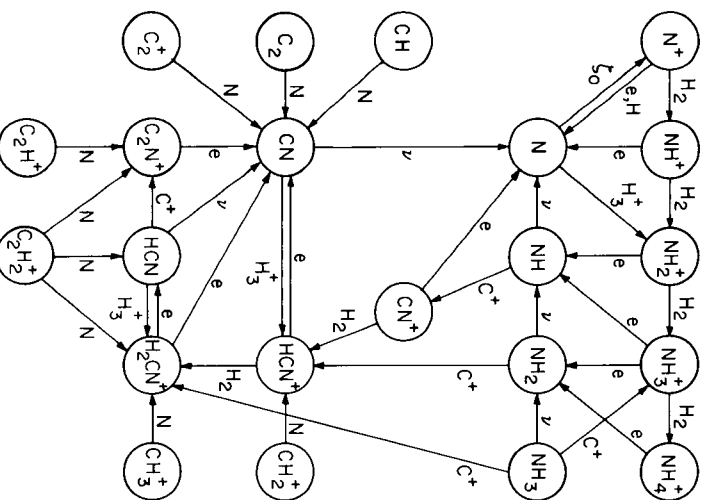 N⁺ H₂ NH⁺ H₂ NH₂⁺ H₂ NH₃⁺ H₂ NH₄⁺
ζ₀ e,H e H₃⁺ e e e e C⁺
N ν NH ν NH₂ ν NH₃
e C⁺
ν C⁺ C⁺
CH CN⁺
N H₂
C₂ N CN e H₃⁺ HCN⁺ N CH₂⁺
N e ν e H₂
C₂⁺ C₂N⁺ C⁺ HCN e H₃⁺ H₂CN⁺ N CH₃⁺
N N N N
C₂H⁺ C₂H₂⁺